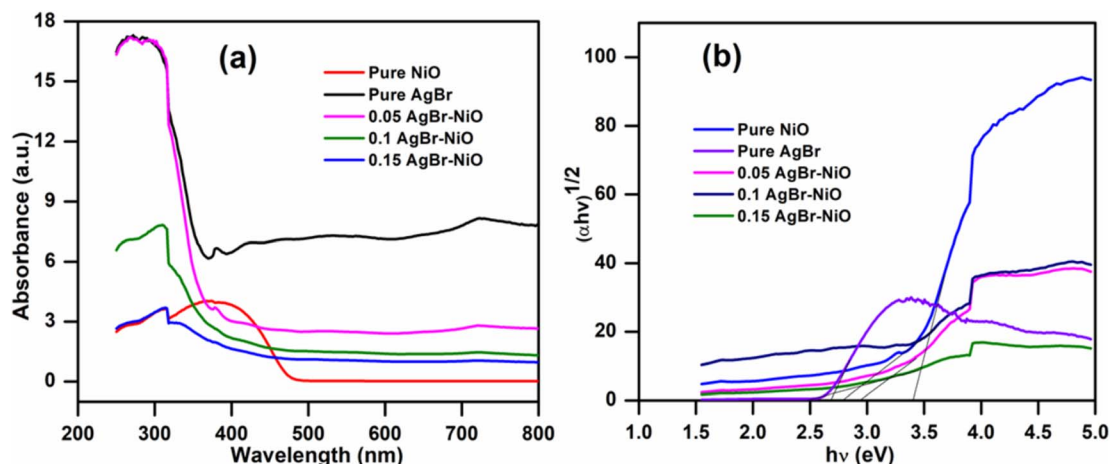 18
15
12
9
6
3
0
Absorbance (a.u.)
(a)
Pure NiO
Pure AgBr
0.05 AgBr-NiO
0.1 AgBr-NiO
0.15 AgBr-NiO
200 300 400 500 600 700 800
Wavelength (nm)
100
80
60
40
20
0
(αhν)1/2
(b)
Pure NiO
Pure AgBr
0.05 AgBr-NiO
0.1 AgBr-NiO
0.15 AgBr-NiO
1.0 1.5 2.0 2.5 3.0 3.5 4.0 4.5 5.0
hν (eV)